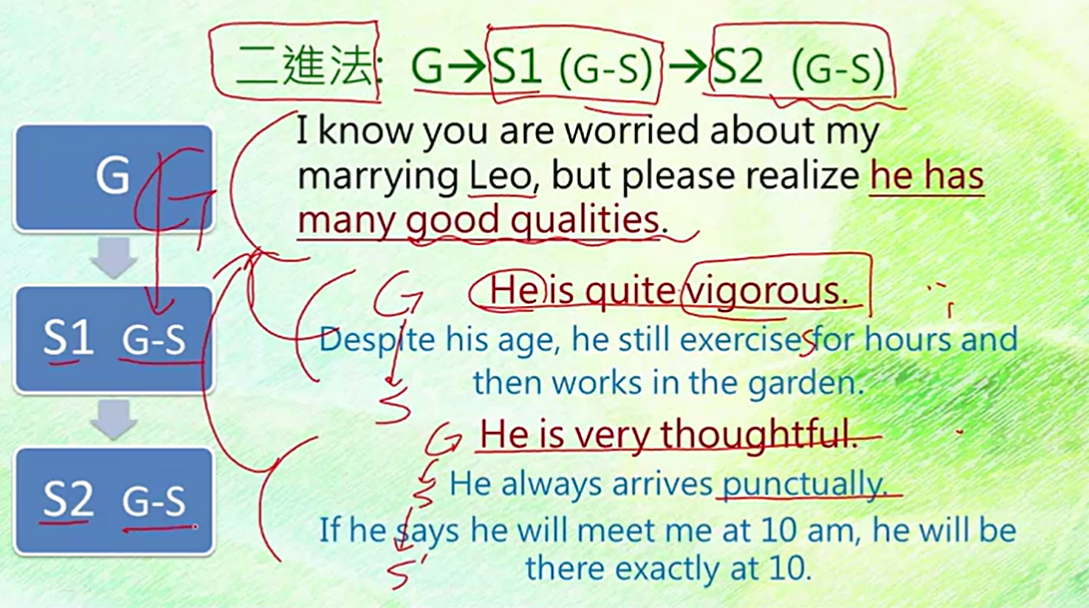 二進法: G→S1 (G-S)→S2 (G-S)
I know you are worried about my
marrying Leo, but please realize he has
many good qualities.
He is quite vigorous.
Despite his age, he still exercise for hours and
then works in the garden.
He is very thoughtful.
He always arrives punctually.
If he says he will meet me at 10 am, he will be
there exactly at 10.
G
S1 G-S
S2 G-S
G
G
S
S
G
S
S'